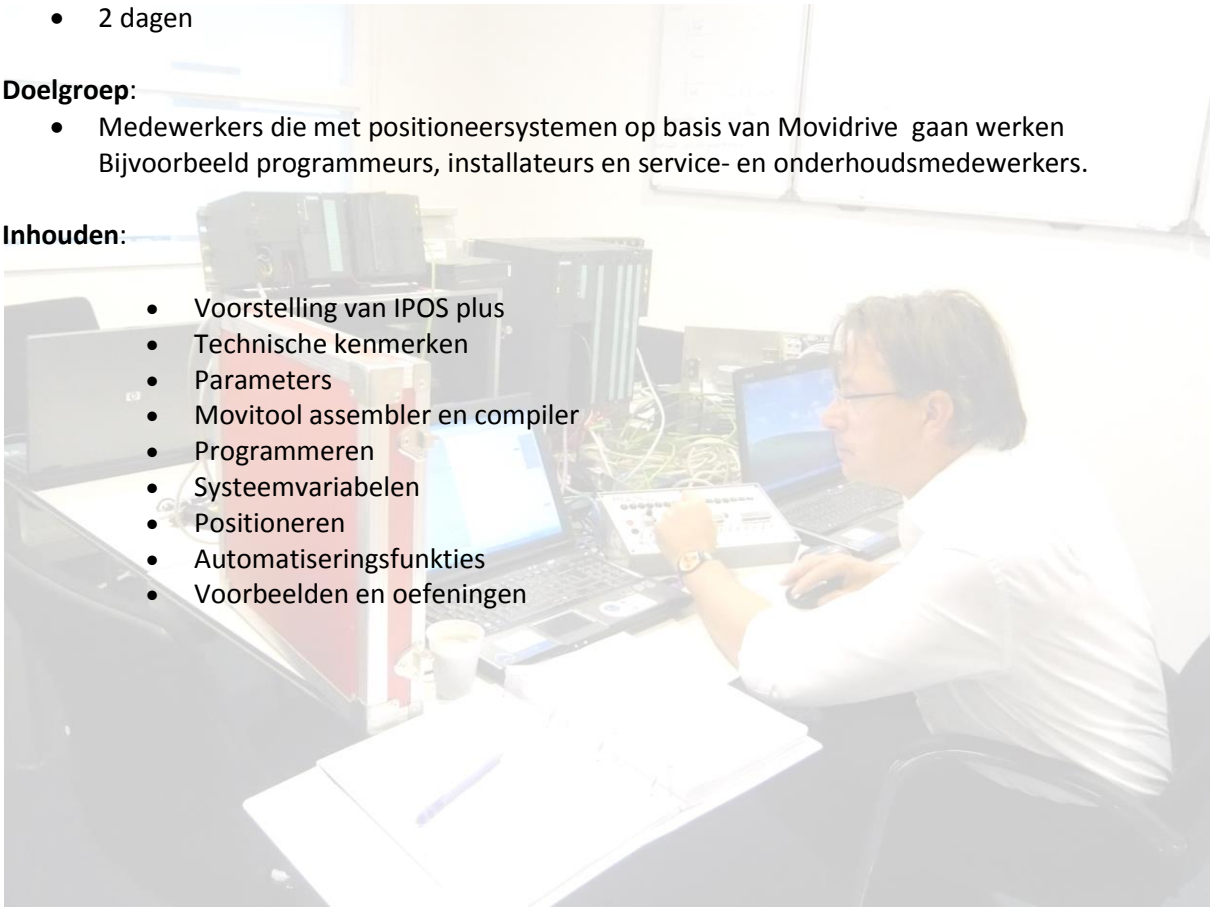 • 2 dagen
Doelgroep:
• Medewerkers die met positioneersystemen op basis van Movidrive gaan werken
Bijvoorbeeld programmeurs, installateurs en service- en onderhoudsmedewerkers.
Inhouden:
• Voorstelling van IPOS plus
• Technische kenmerken
• Parameters
• Movitool assembler en compiler
• Programmeren
• Systeemvariabelen
• Positioneren
• Automatiseringsfunkties
• Voorbeelden en oefeningen